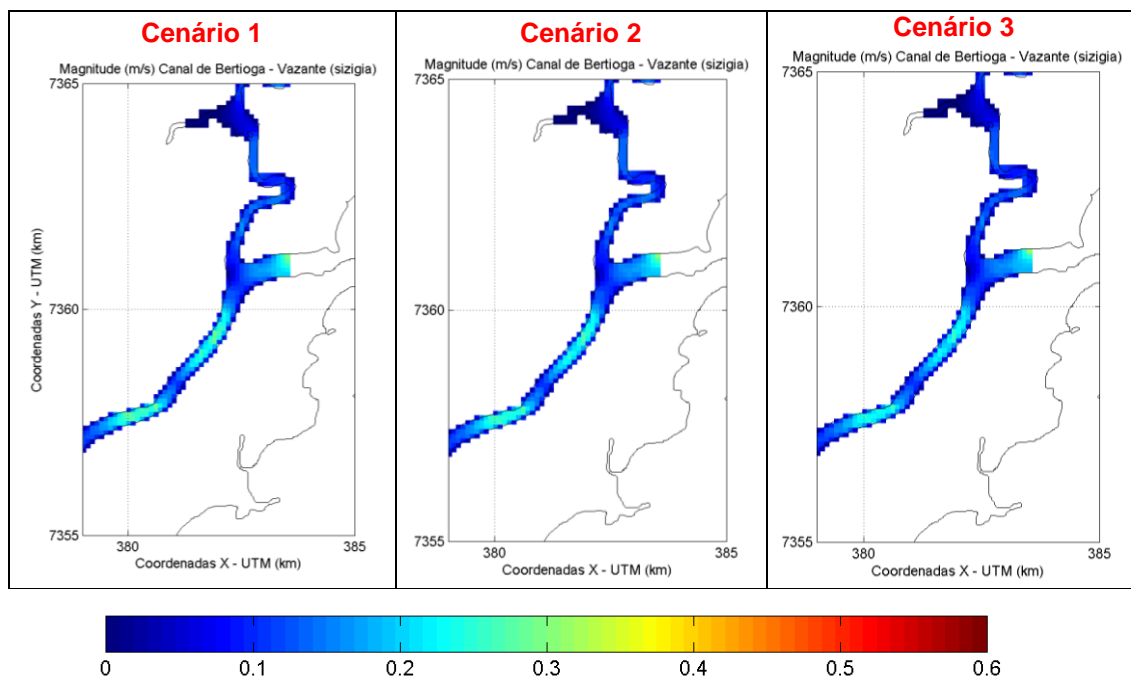 Cenário 1
Magnitude (m/s) Canal de Bertioga - Vazante (sizigia)
7365
Coordenadas Y - UTM (km)
7360
7355
380
385
Coordenadas X - UTM (km)
Cenário 2
Magnitude (m/s) Canal de Bertioga - Vazante (sizigia)
7365
7360
7355
380
385
Coordenadas X - UTM (km)
Cenário 3
Magnitude (m/s) Canal de Bertioga - Vazante (sizigia)
7365
7360
7355
380
385
Coordenadas X - UTM (km)
0 0.1 0.2 0.3 0.4 0.5 0.6